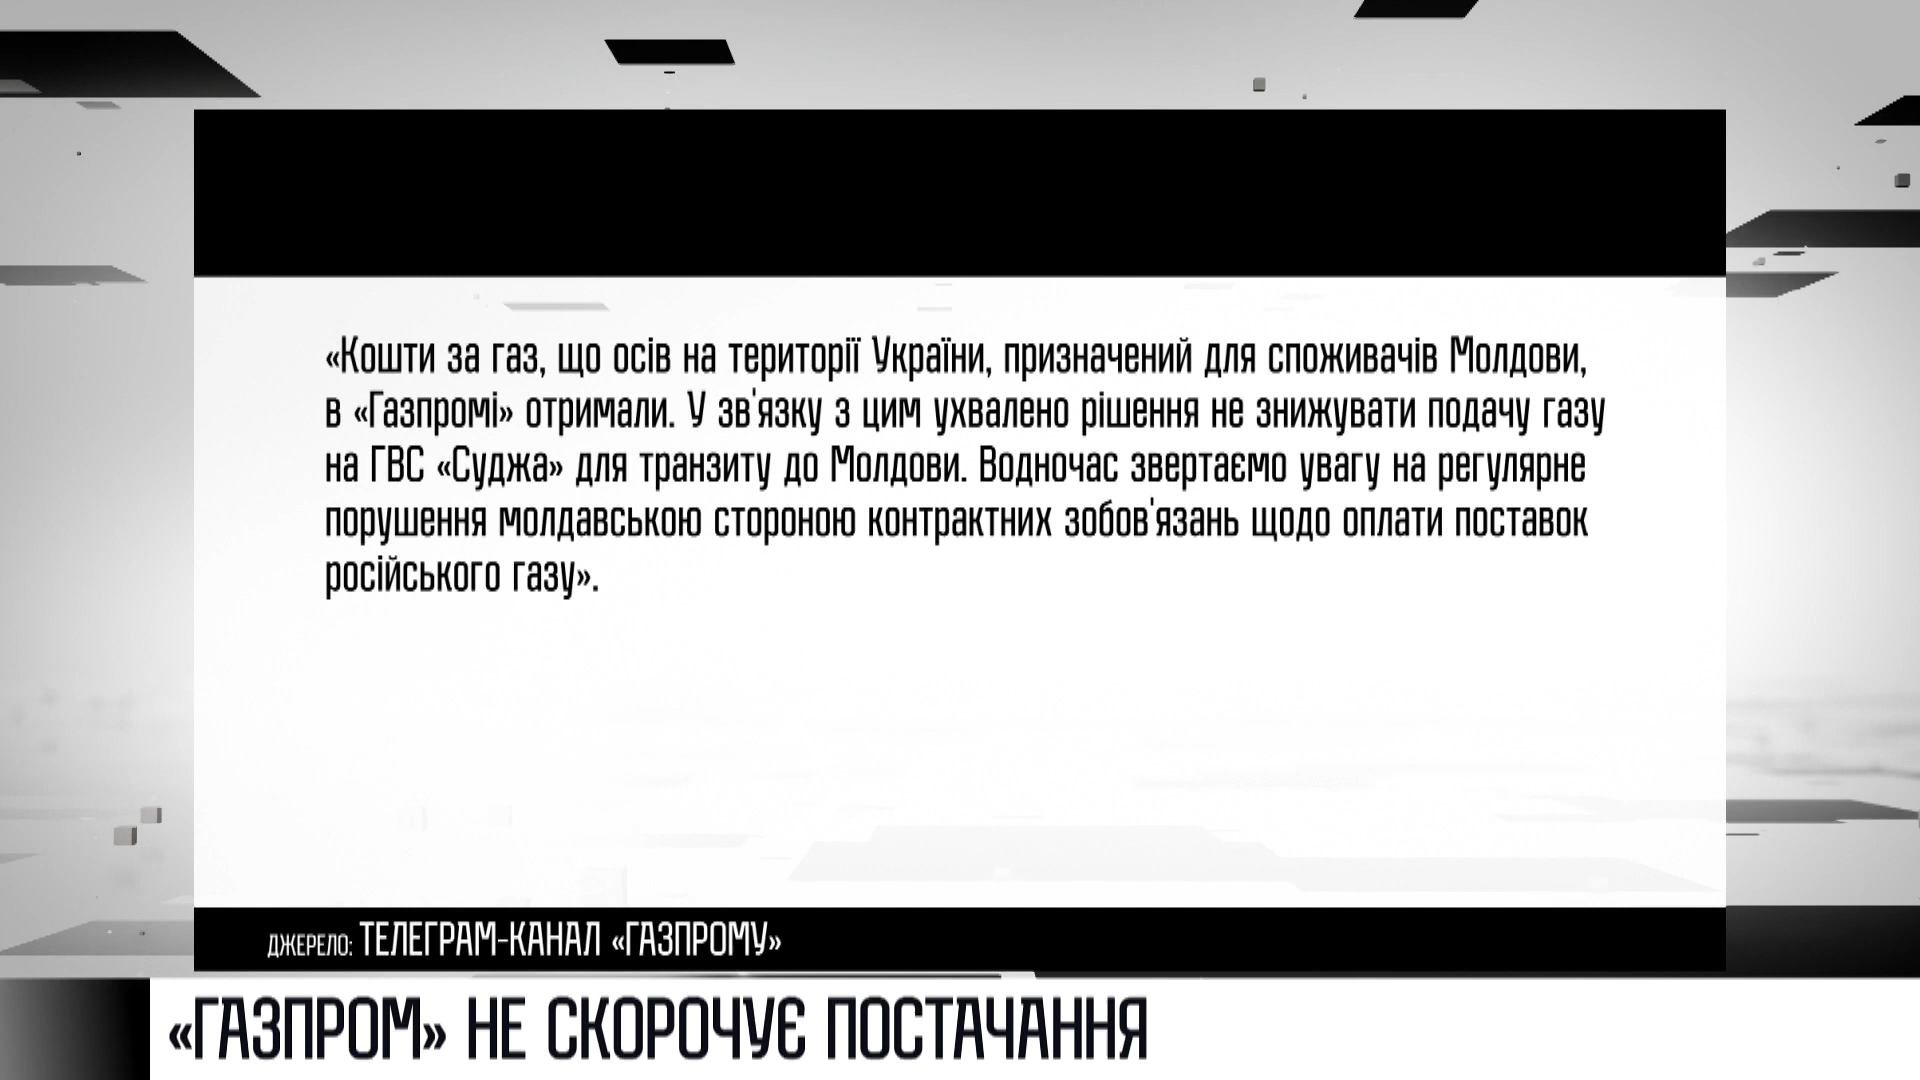 «Кошти за газ, що осів на території України, призначений для споживачів Молдови,
в «Газпромі» отримали. У зв'язку з цим ухвалено рішення не знижувати подачу газу
на ГВС «Суджа» для транзиту до Молдови. Водночас звертаємо увагу на регулярне
порушення молдавською стороною контрактних зобов'язань щодо оплати поставок
російського газу».
ДЖЕРЕЛО: ТЕЛЕГРАМ-КАНАЛ «ГАЗПРОМУ»
«ГАЗПРОМ» НЕ СКОРОЧУЄ ПОСТАЧАННЯ